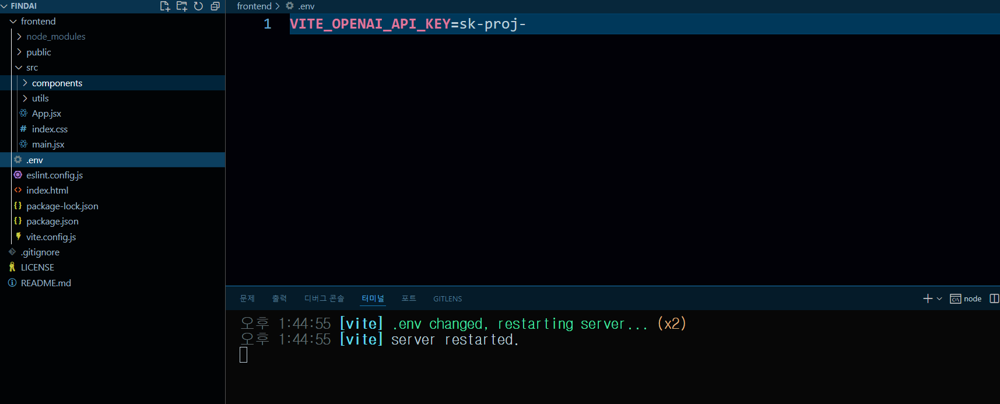 FINDAI
frontend
node_modules
public
src
components
utils
App.jsx
# index.css
main.jsx
.env
eslint.config.js
<> index.html
{} package-lock.json
{} package.json
vite.config.js
.gitignore
LICENSE
README.md
frontend > .env
1 VITE_OPENAI_API_KEY=sk-proj-
문제 출력 디버그 콘솔 터미널 포트 GITLENS
node
오후 1:44:55 [vite] .env changed, restarting server... (x2)
오후 1:44:55 [vite] server restarted.